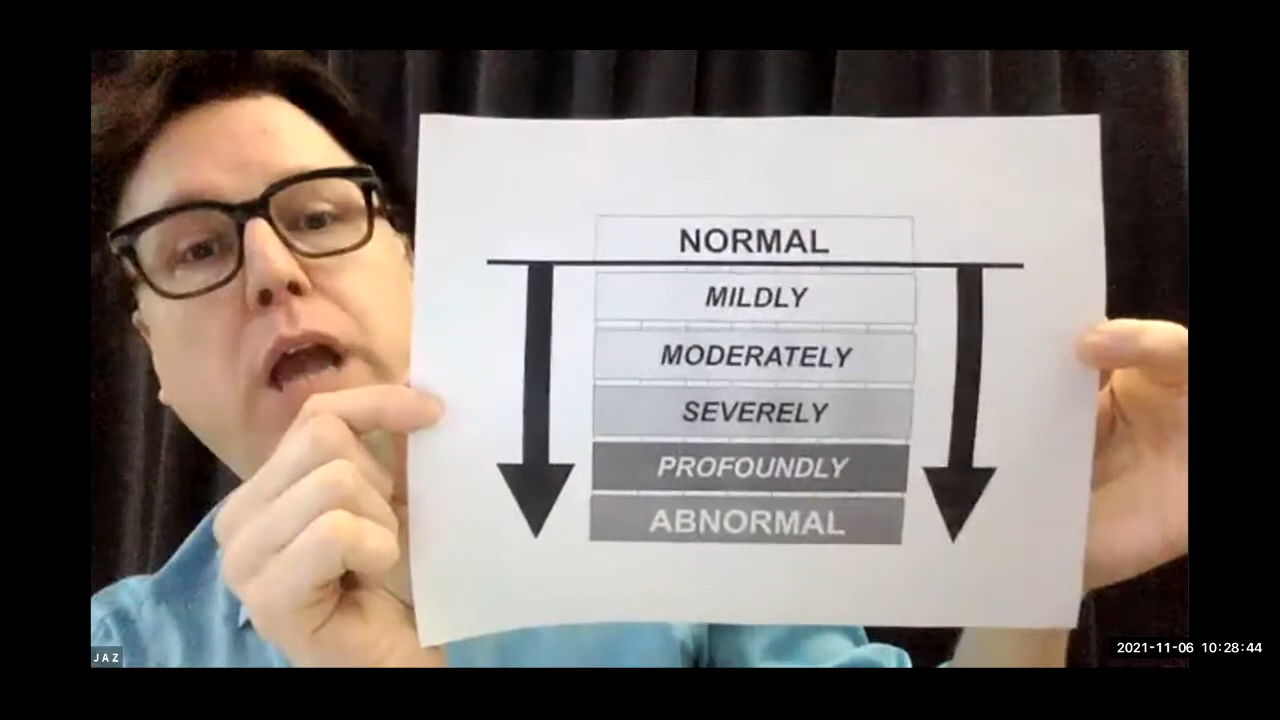 NORMAL
MILDLY
MODERATELY
SEVERELY
PROFOUNDLY
ABNORMAL
JAZ
2021-11-06 10:28:44